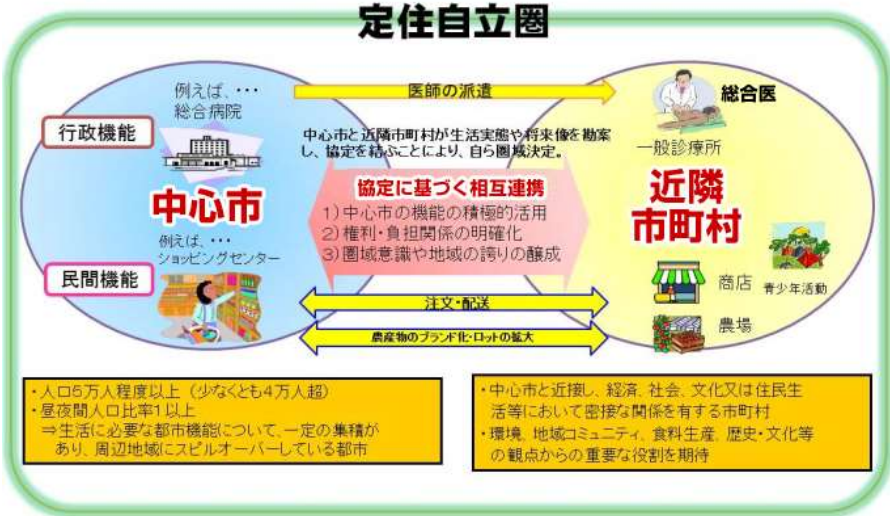 定住自立圏
例えば、・・・
総合病院
行政機能
中心市
例えば、・・・
ショッピングセンター
民間機能
医師の派遣
中心市と近隣市町村が生活実態や将来像を勘案
し、協定を結ぶことにより、自ら圏域決定。
協定に基づく相互連携
1)中心市の機能の積極的活用
2)権利・負担関係の明確化
3)圏域意識や地域の誇りの醸成
注文・配送
農産物のブランド化・ロットの拡大
総合医
一般診療所
近隣
市町村
商店
青少年活動
農場
・人口5万人程度以上（少なくとも4万人超）
・昼夜間人口比率1以上
⇒生活に必要な都市機能について、一定の集積が
あり、周辺地域にスピルオーバーしている都市
・中心市と近接し、経済、社会、文化又は住民生
活等において密接な関係を有する市町村
・環境、地域コミュニティ、食料生産、歴史・文化等
の観点からの重要な役割を期待